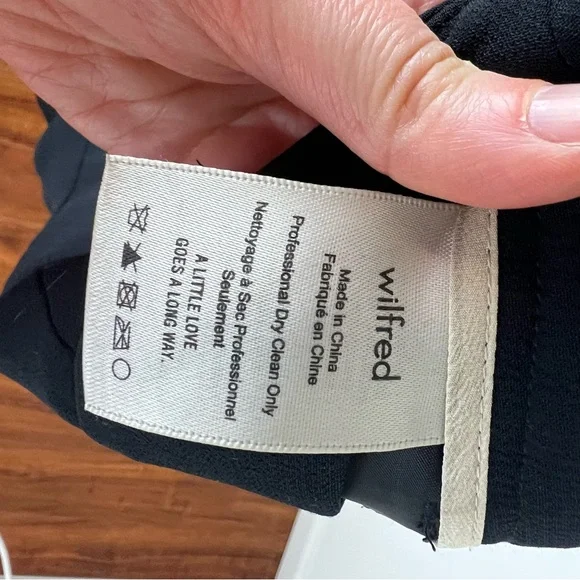 wilfred
Made in China
Fabriqué en Chine
Professional Dry Clean Only
Nettoyage à Sec Professionnel
Seulement
A LITTLE LOVE
GOES A LONG WAY.